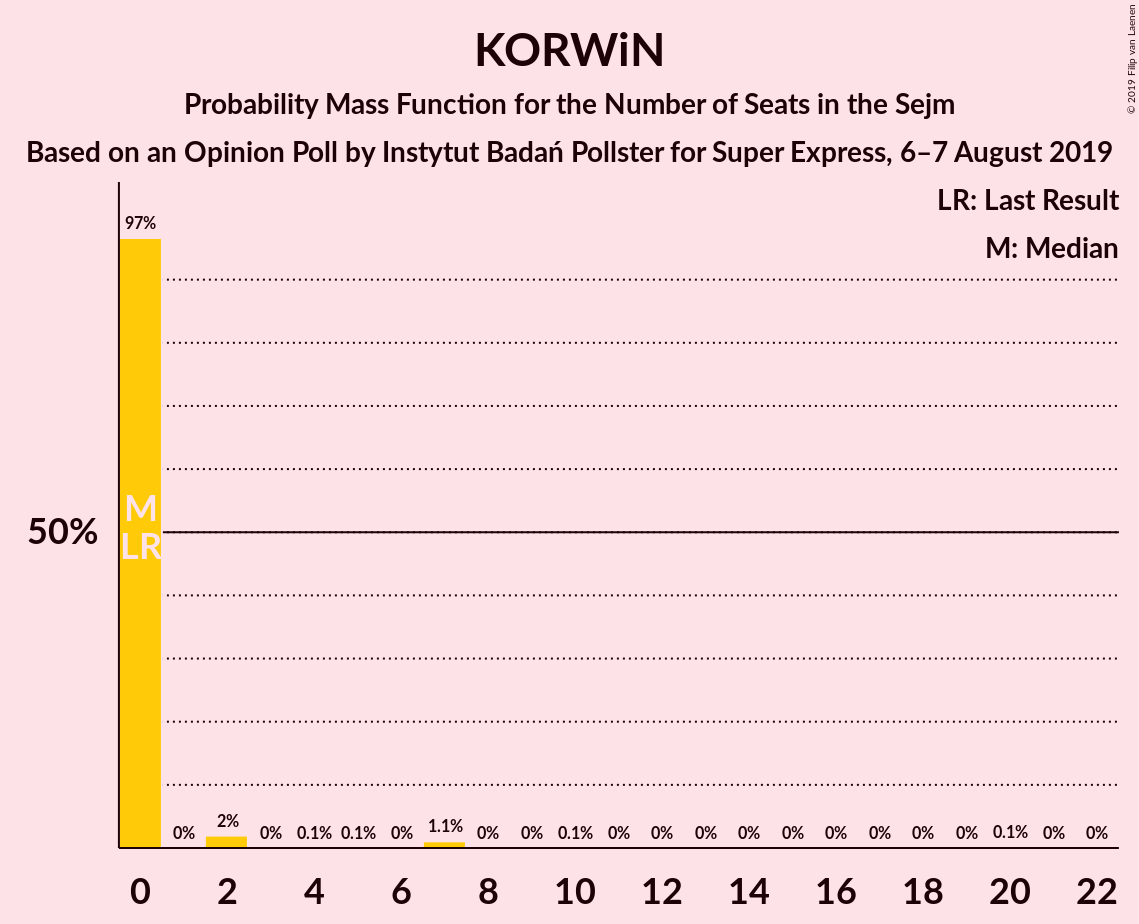 KORWiN
Probability Mass Function for the Number of Seats in the Sejm
Based on an Opinion Poll by Instytut Badań Pollster for Super Express, 6–7 August 2019
© 2019 Filip van Laenen
LR: Last Result
M: Median
97%
M
50%
LR
0% 2% 0% 0.1% 0.1% 0% 1.1% 0% 0% 0.1% 0% 0% 0% 0% 0% 0% 0% 0% 0% 0.1% 0% 0%
0 2 4 6 8 10 12 14 16 18 20 22